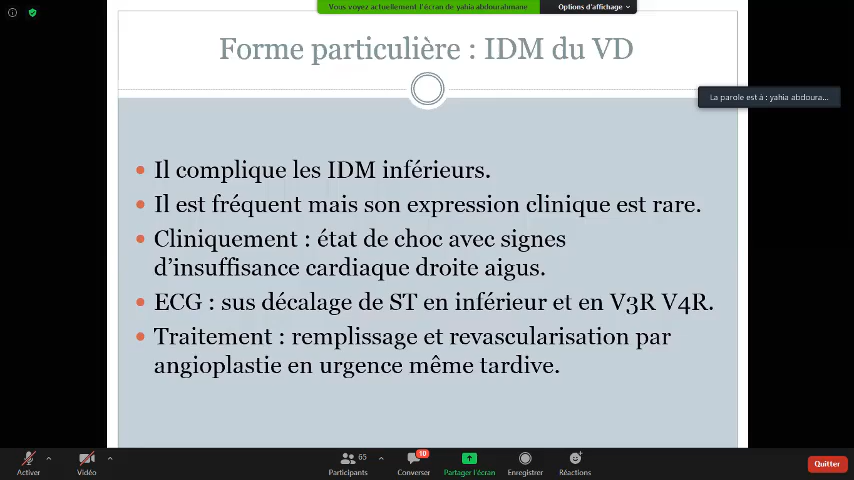 Vous voyez actuellement l'écran de yahia abdourahmane
Options d'affichage
Forme particulière : IDM du VD
La parole est à : yahia abdoura...
Il complique les IDM inférieurs.
Il est fréquent mais son expression clinique est rare.
Cliniquement : état de choc avec signes
d'insuffisance cardiaque droite aigus.
ECG : sus décalage de ST en inférieur et en V3R V4R.
Traitement : remplissage et revascularisation par
angioplastie en urgence même tardive.
Activer
Vidéo
Participants 65
Converser 10
Partager l'écran
Enregistrer
Réactions
Quitter